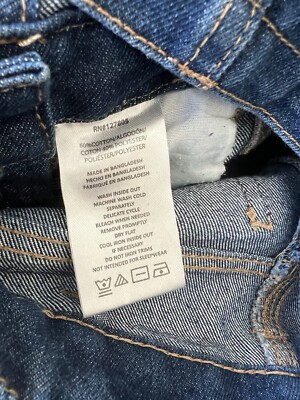 RN#127805
60%COTTON/ALGODÓN/
COTON 40% POLYESTER/
POLIÉSTER/POLYESTER
MADE IN BANGLADESH
HECHO EN BANGLADESH
FABRIQUÉ EN BANGLADESH
WASH INSIDE OUT
MACHINE WASH COLD
SEPARATELY
DELICATE CYCLE
BLEACH WHEN NEEDED
REMOVE PROMPTLY
DRY FLAT
COOL IRON INSIDE OUT
IF NECESSARY
DO NOT IRON TRIMS
NOT INTENDED FOR SLEEPWEAR